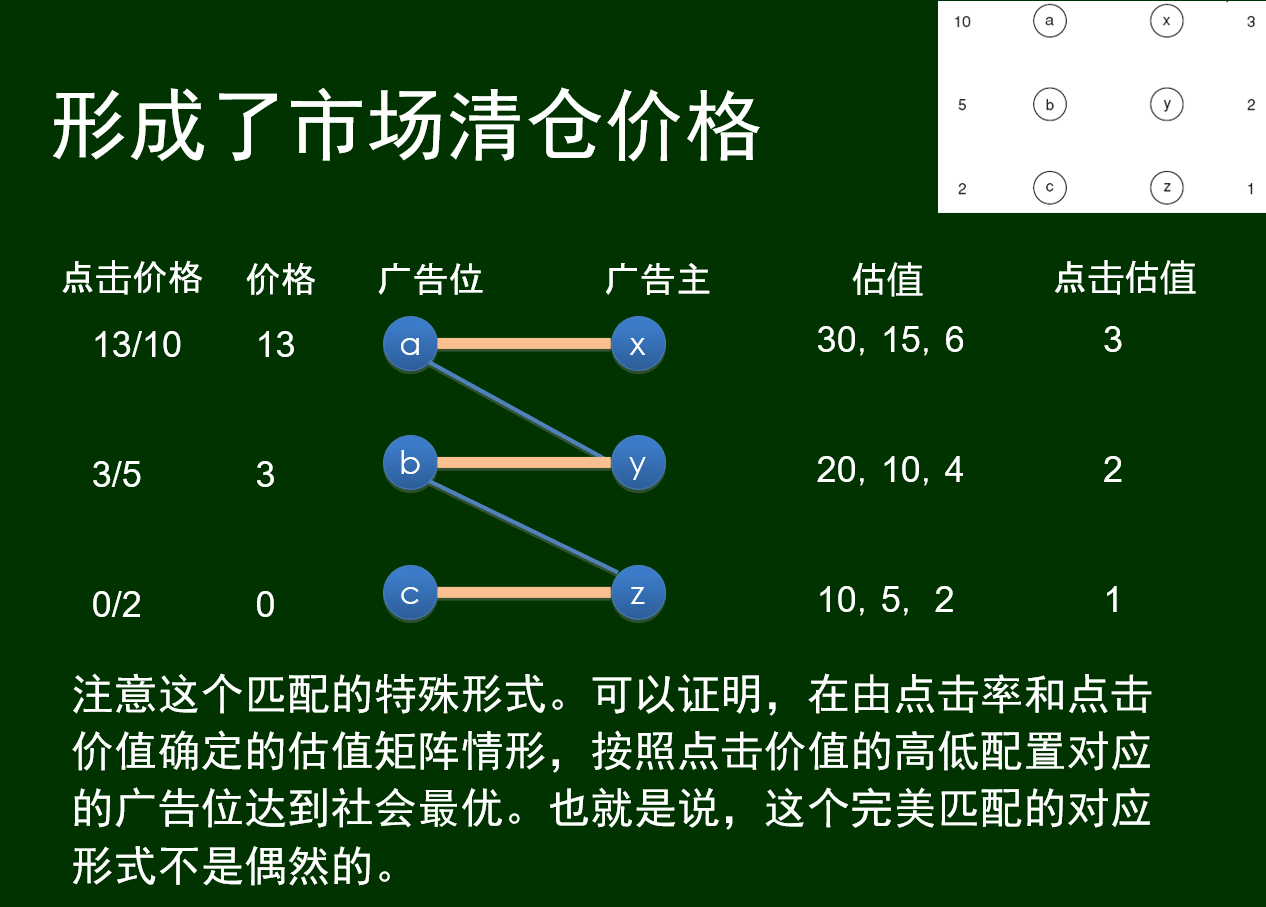 10 a x 3
5 b y 2
2 c z 1
形成了市场清仓价格
点击价格 价格 广告位 广告主 估值 点击估值
13/10 13 a x 30, 15, 6 3
3/5 3 b y 20, 10, 4 2
0/2 0 c z 10, 5, 2 1
注意这个匹配的特殊形式。可以证明，在由点击率和点击
价值确定的估值矩阵情形，按照点击价值的高低配置对应
的广告位达到社会最优。也就是说，这个完美匹配的对应
形式不是偶然的。